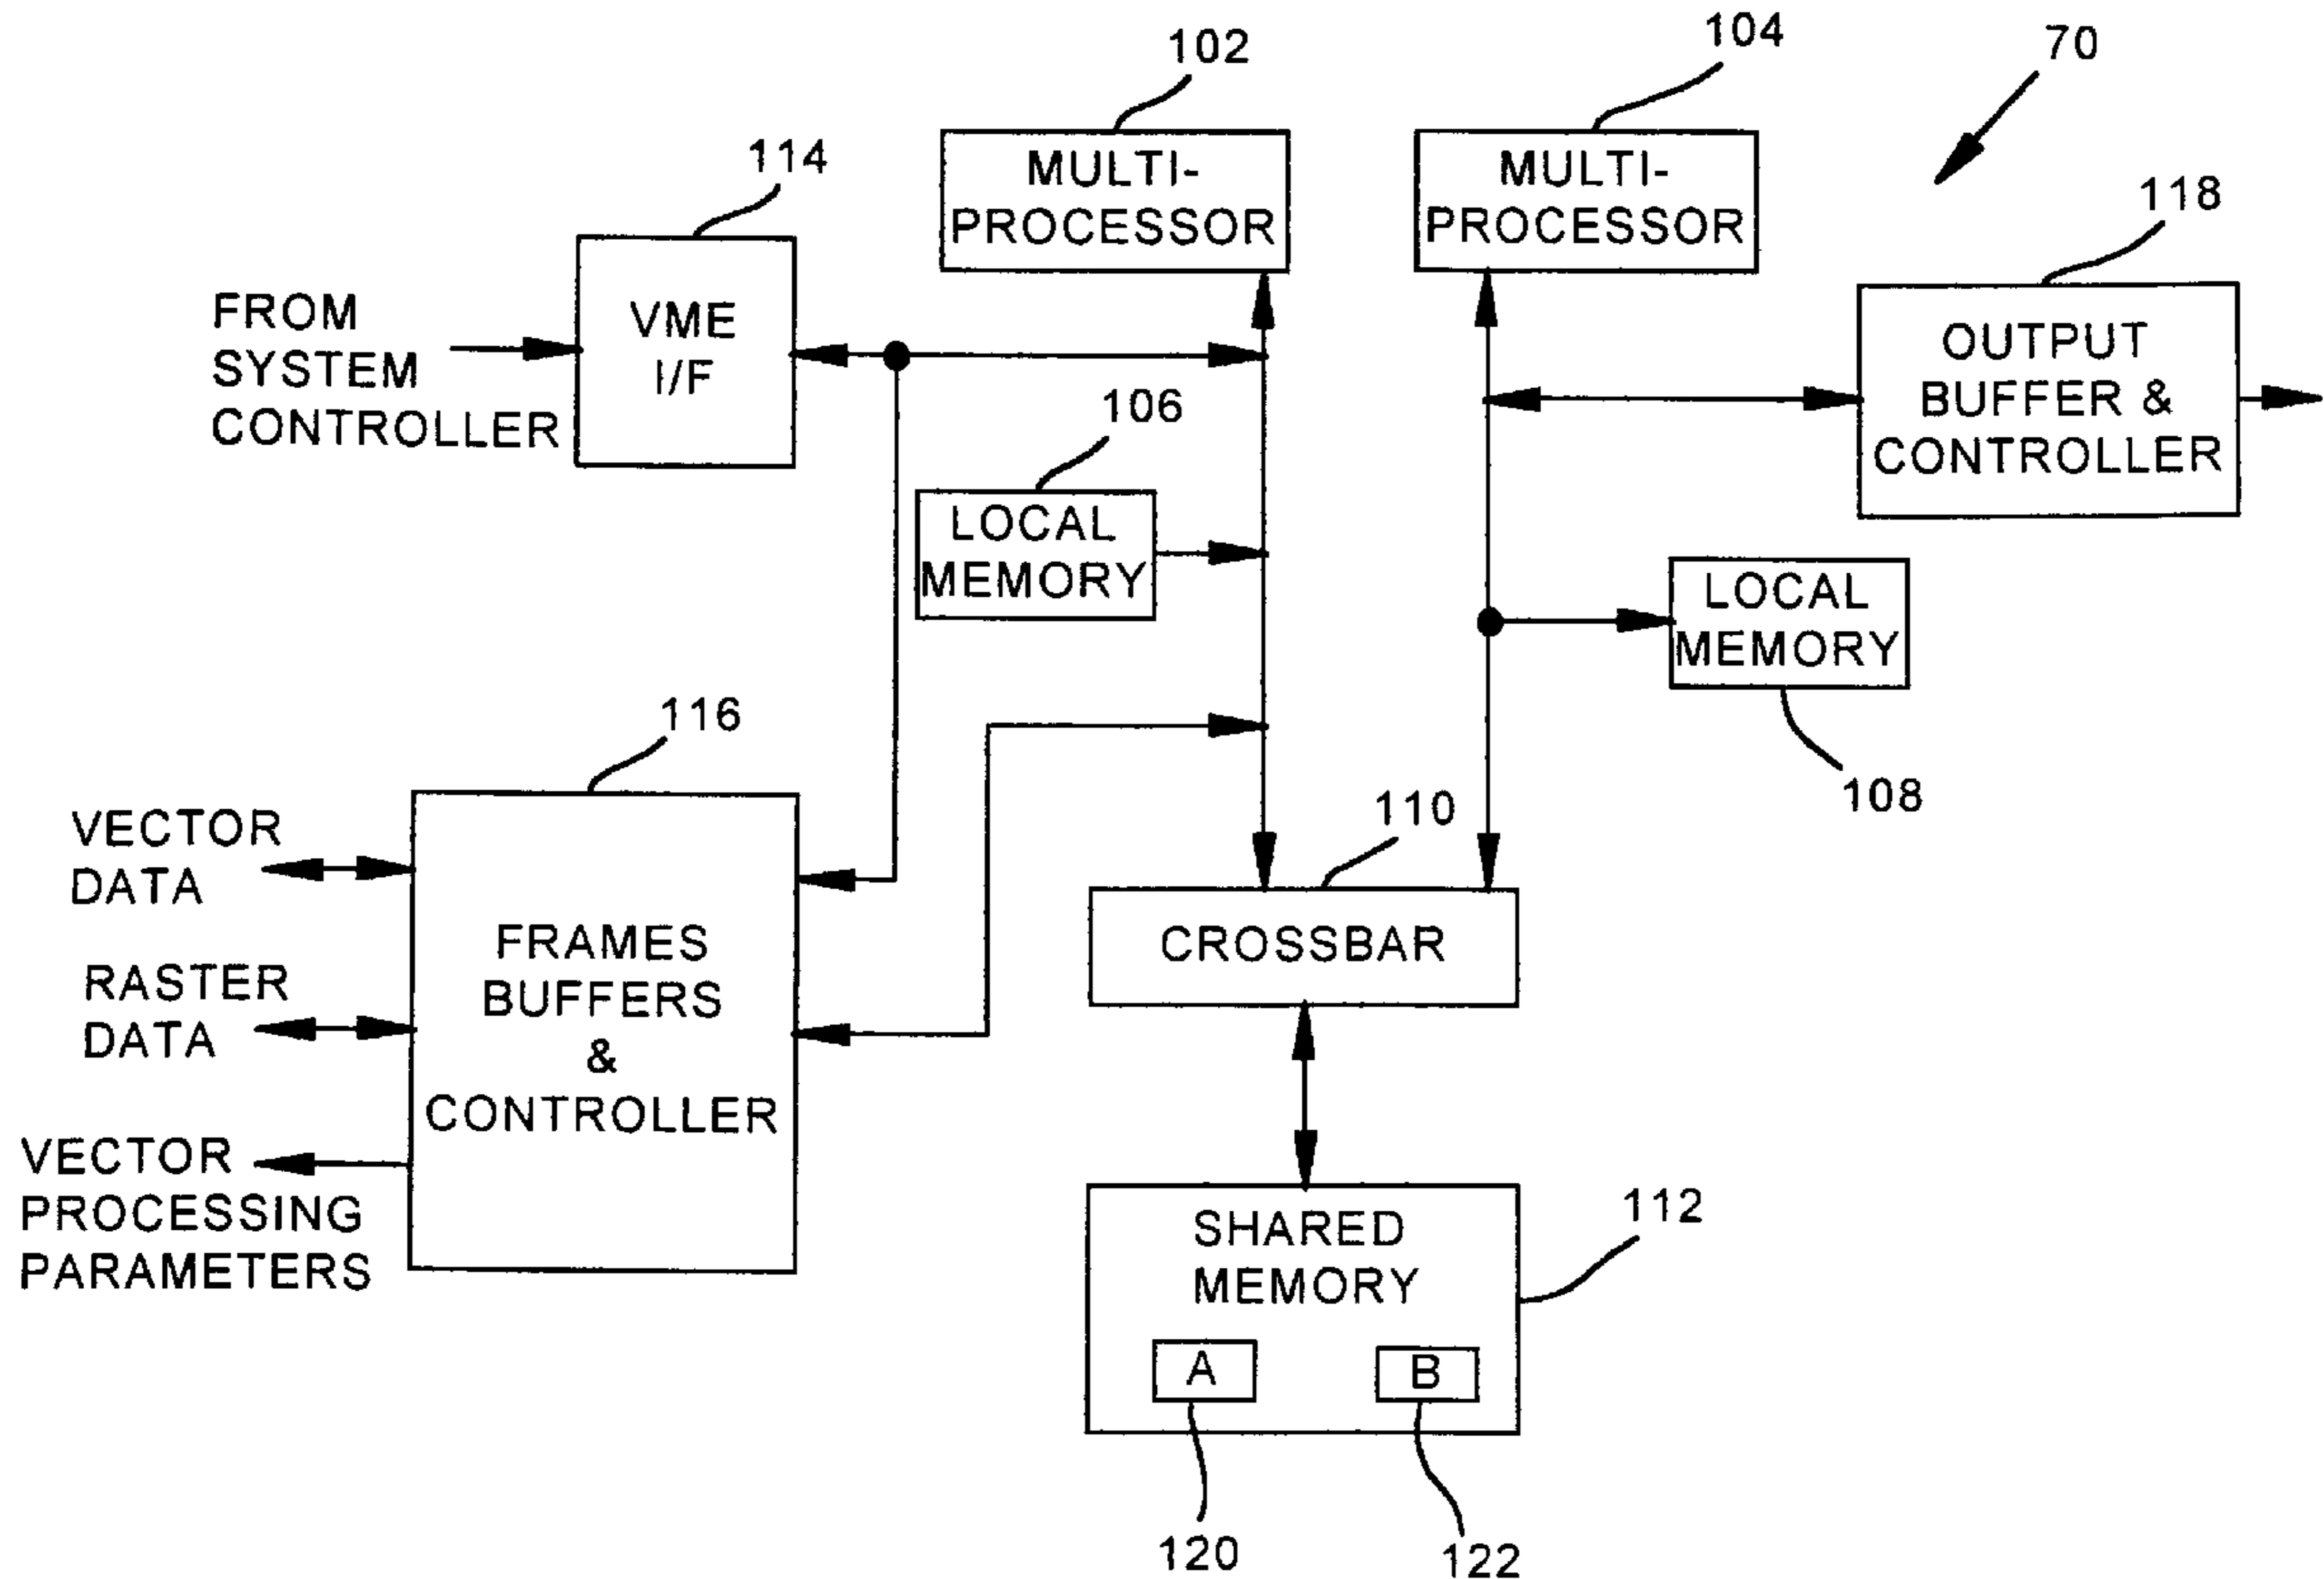 102
104
70
114
MULTI-
PROCESSOR
MULTI-
PROCESSOR
118
FROM
SYSTEM
CONTROLLER
VME
I/F
OUTPUT
BUFFER &
CONTROLLER
106
LOCAL
MEMORY
LOCAL
MEMORY
108
116
110
VECTOR
DATA
RASTER
DATA
VECTOR
PROCESSING
PARAMETERS
FRAMES
BUFFERS
&
CONTROLLER
CROSSBAR
SHARED
MEMORY
112
A
B
120
122